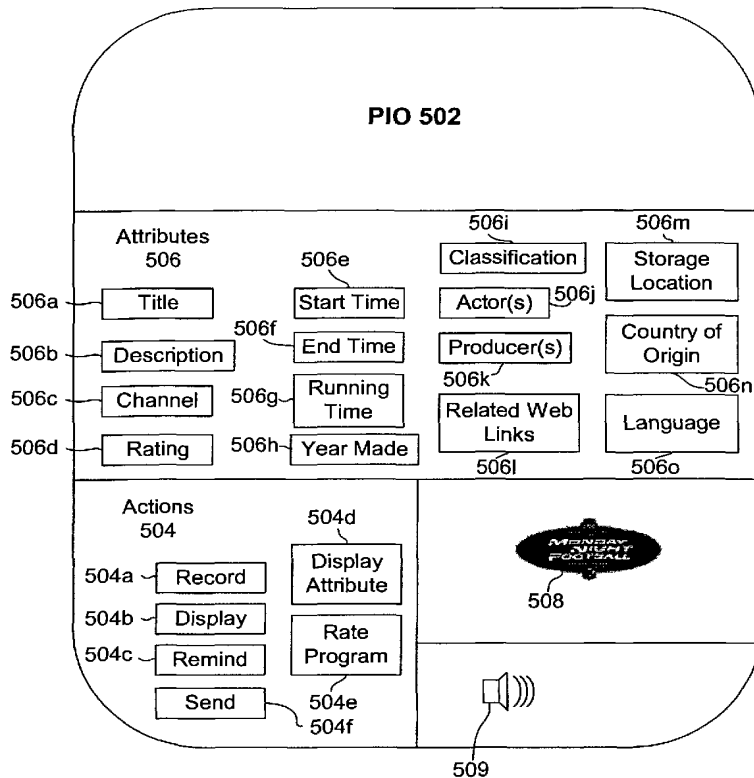 PIO 502
Attributes
506
506a
Title
506b
Description
506c
Channel
506d
Rating
506e
Start Time
506f
End Time
506g
Running
Time
506h
Year Made
506i
Classification
Actor(s)
506j
Producer(s)
506k
Related Web
Links
506l
506m
Storage
Location
Country of
Origin
506n
Language
506o
Actions
504
504a
Record
504b
Display
504c
Remind
Send
504f
504d
Display
Attribute
Rate
Program
504e
MONDAY
NIGHT
FOOTBALL
508
509